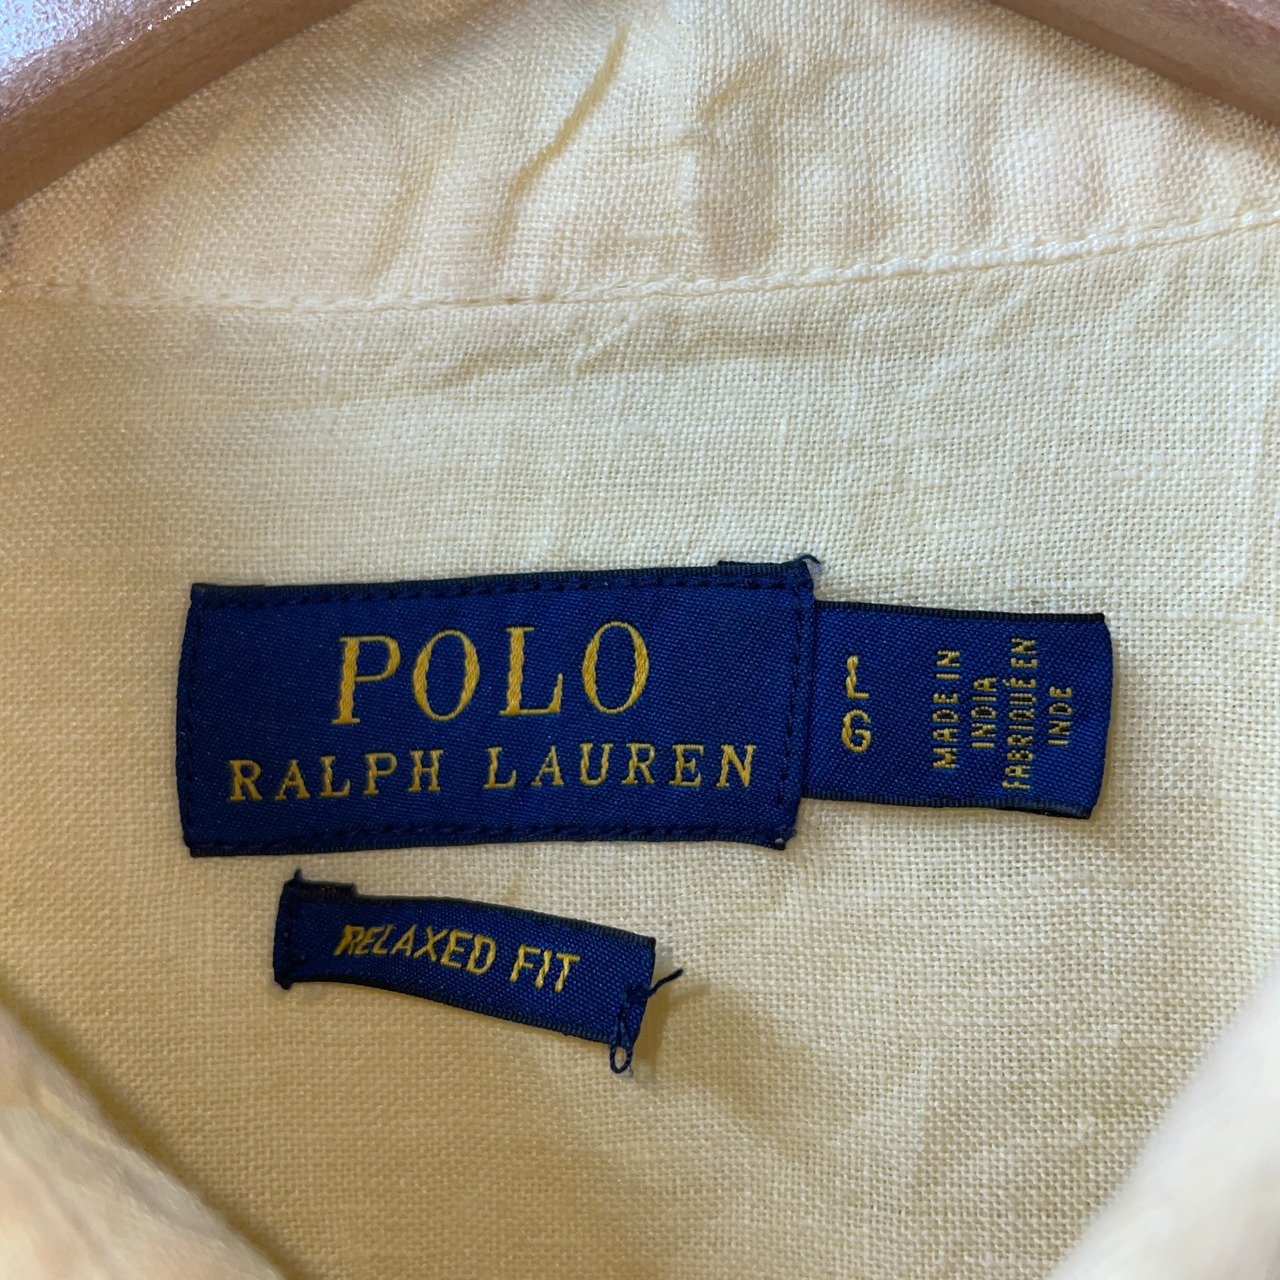 POLO
RALPH LAUREN
L
G
MADE IN
INDIA
FABRIQUÉ EN
INDE
RELAXED FIT